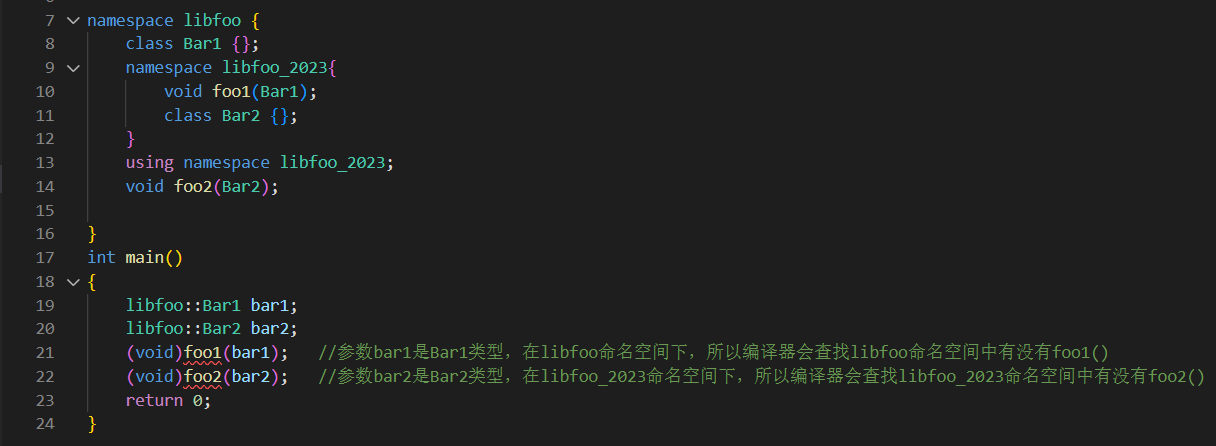 7 namespace libfoo {
8 class Bar1 {};
9 namespace libfoo_2023{
10 void foo1(Bar1);
11 class Bar2 {};
12 }
13 using namespace libfoo_2023;
14 void foo2(Bar2);
15
16 }
17 int main()
18 {
19 libfoo::Bar1 bar1;
20 libfoo::Bar2 bar2;
21 (void)foo1(bar1); //参数bar1是Bar1类型，在libfoo命名空间下，所以编译器会查找libfoo命名空间中有没有foo1()
22 (void)foo2(bar2); //参数bar2是Bar2类型，在libfoo_2023命名空间下，所以编译器会查找libfoo_2023命名空间中有没有foo2()
23 return 0;
24 }